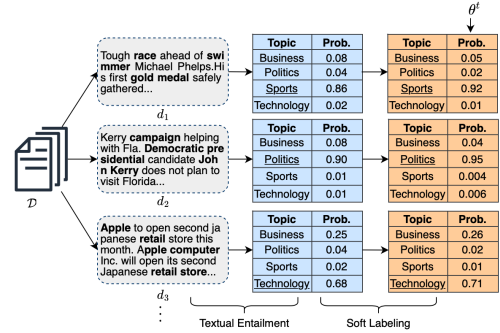 θ^t
Tough race ahead of swi
mmer Michael Phelps.Hi
s first gold medal safely
gathered...
d_1
Topic Prob.
Business 0.08
Politics 0.04
Sports 0.86
Technology 0.02
Topic Prob.
Business 0.05
Politics 0.02
Sports 0.92
Technology 0.01
D
Kerry campaign helping
with Fla. Democratic pre
sidential candidate Joh
n Kerry does not plan to
visit Florida...
d_2
Topic Prob.
Business 0.08
Politics 0.90
Sports 0.01
Technology 0.01
Topic Prob.
Business 0.04
Politics 0.95
Sports 0.004
Technology 0.006
Apple to open second ja
panese retail store this
month. Apple computer
Inc. will open its second
Japanese retail store...
d_3
Topic Prob.
Business 0.25
Politics 0.04
Sports 0.02
Technology 0.68
Topic Prob.
Business 0.26
Politics 0.02
Sports 0.01
Technology 0.71
Textual Entailment
Soft Labeling